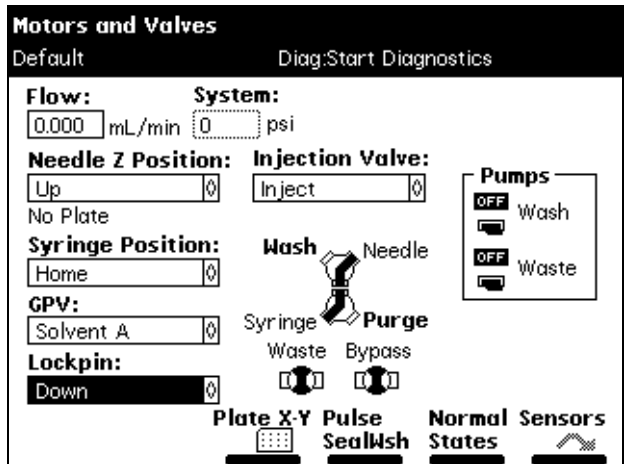 Motors and Valves
Default Diag:Start Diagnostics
Flow: System:
0.000 mL/min 0 psi
Needle Z Position: Injection Valve:
Up Inject
No Plate
Pumps
OFF Wash
OFF Waste
Syringe Position:
Home
Wash Needle
Syringe Purge
GPV:
Solvent A
Waste Bypass
Lockpin:
Down
Plate X-Y Pulse SealWsh Normal States Sensors